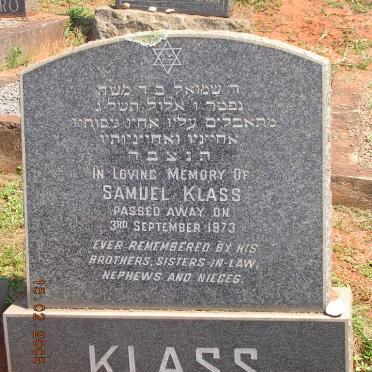 RO
ר שמואל ב ר משה
נפטר ו אלול תשל ג
מתאבלים עליו אחיו גיסותיו
אחייניו ואחייניותיו
ת נ צ ב ה
IN LOVING MEMORY OF
SAMUEL KLASS
PASSED AWAY ON
3RD SEPTEMBER 1973
EVER REMEMBERED BY HIS
BROTHERS, SISTERS-IN-LAW,
NEPHEWS AND NIECES.
KLASS